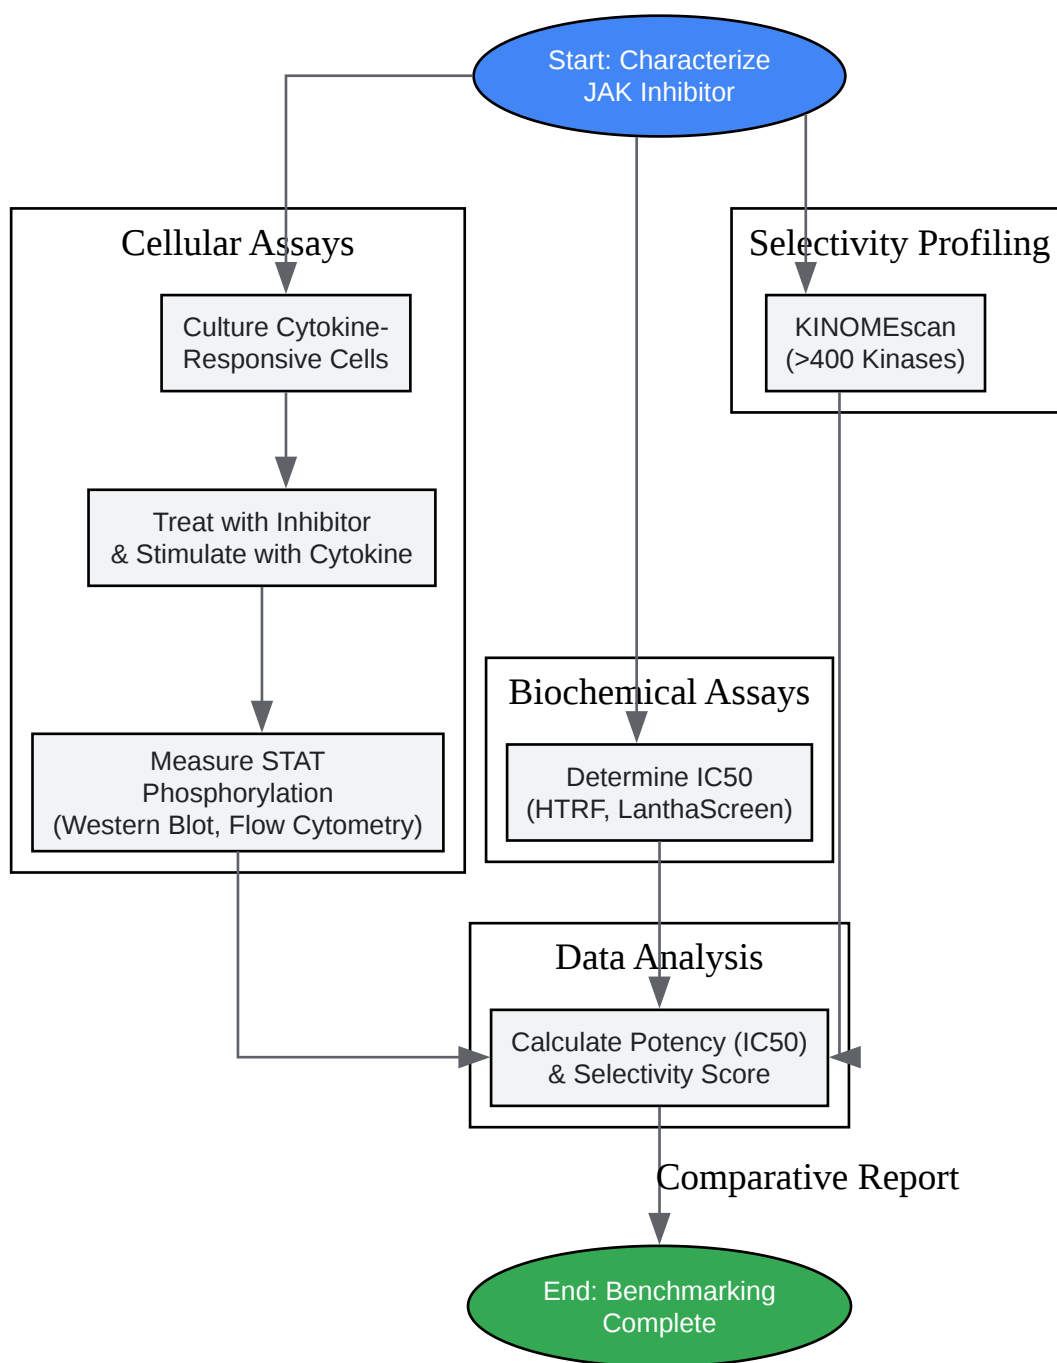 Start: Characterize
JAK Inhibitor
Cellular Assays
Selectivity Profiling
Culture Cytokine-
Responsive Cells
KINOMEscan
(>400 Kinases)
Treat with Inhibitor
& Stimulate with Cytokine
Biochemical Assays
Measure STAT
Phosphorylation
(Western Blot, Flow Cytometry)
Determine IC50
(HTRF, LanthaScreen)
Data Analysis
Calculate Potency (IC50)
& Selectivity Score
Comparative Report
End: Benchmarking
Complete